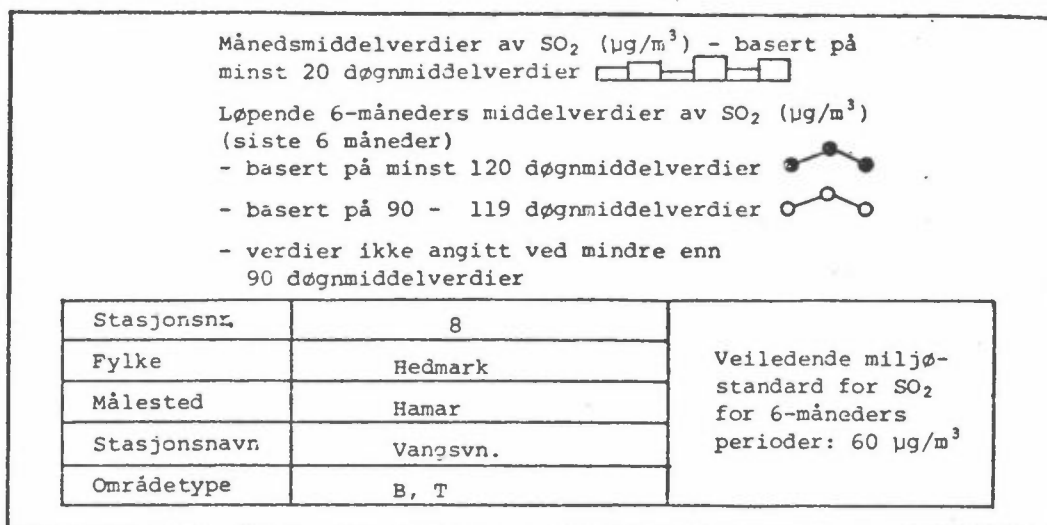 Månedsmiddelverdier av SO₂ (µg/m³) - basert på
minst 20 døgnmiddelverdier
Løpende 6-måneders middelverdier av SO₂ (µg/m³)
(siste 6 måneder)
- basert på minst 120 døgnmiddelverdier
- basert på 90 - 119 døgnmiddelverdier
- verdier ikke angitt ved mindre enn
90 døgnmiddelverdier
Stasjonsnr. 8
Fylke Hedmark
Målested Hamar
Stasjonsnavn Vangsvn.
Områdetype B, T
Veiledende miljø-
standard for SO₂
for 6-måneders
perioder: 60 µg/m³